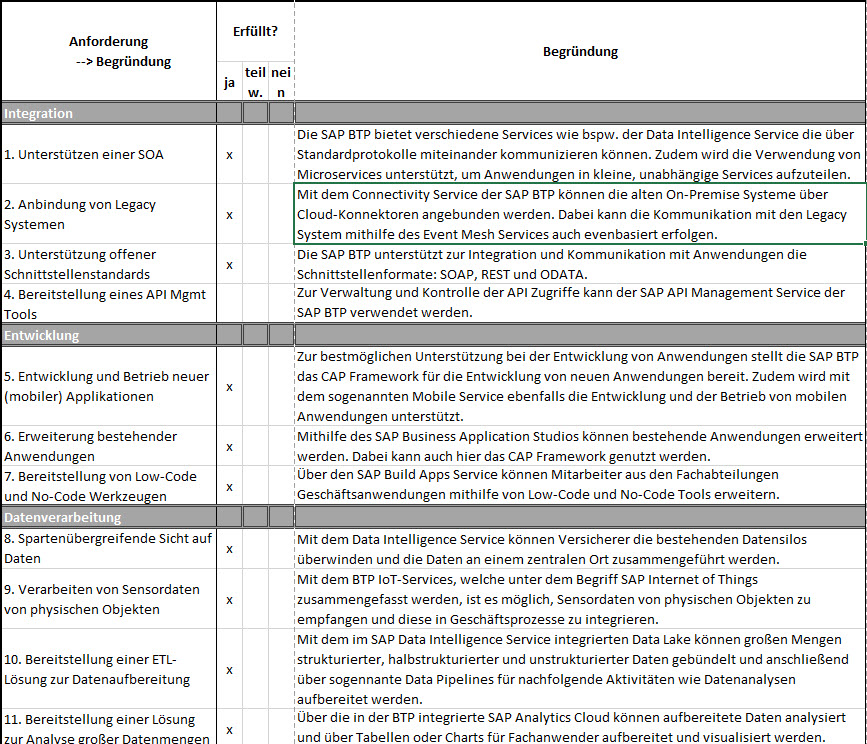 Anforderung
--> Begründung
Erfüllt?
Begründung
ja
teil
w.
nei
n
Integration
1. Unterstützen einer SOA
x
Die SAP BTP bietet verschiedene Services wie bspw. der Data Intelligence Service die über
Standardprotokolle miteinander kommunizieren können. Zudem wird die Verwendung von
Microservices unterstützt, um Anwendungen in kleine, unabhängige Services aufzuteilen.
2. Anbindung von Legacy
Systemen
x
Mit dem Connectivity Service der SAP BTP können die alten On-Premise Systeme über
Cloud-Konnektoren angebunden werden. Dabei kann die Kommunikation mit den Legacy
System mithilfe des Event Mesh Services auch evenbasiert erfolgen.
3. Unterstützung offener
Schnittstellenstandards
x
Die SAP BTP unterstützt zur Integration und Kommunikation mit Anwendungen die
Schnittstellenformate: SOAP, REST und ODATA.
4. Bereitstellung eines API Mgmt
Tools
Zur Verwaltung und Kontrolle der API Zugriffe kann der SAP API Management Service der
SAP BTP verwendet werden.
Entwicklung
5. Entwicklung und Betrieb neuer
(mobiler) Applikationen
x
Zur bestmöglichen Unterstützung bei der Entwicklung von Anwendungen stellt die SAP BTP
das CAP Framework für die Entwicklung von neuen Anwendungen bereit. Zudem wird mit
dem sogenannten Mobile Service ebenfalls die Entwicklung und der Betrieb von mobilen
Anwendungen unterstützt.
6. Erweiterung bestehender
Anwendungen
x
Mithilfe des SAP Business Application Studios können bestehende Anwendungen erweitert
werden. Dabei kann auch hier das CAP Framework genutzt werden.
7. Bereitstellung von Low-Code
und No-Code Werkzeugen
x
Über den SAP Build Apps Service können Mitarbeiter aus den Fachabteilungen
Geschäftsanwendungen mithilfe von Low-Code und No-Code Tools erweitern.
Datenverarbeitung
8. Spartenübergreifende Sicht auf
Daten
x
Mit dem Data Intelligence Service können Versicherer die bestehenden Datensilos
überwinden und die Daten an einem zentralen Ort zusammengeführt werden.
9. Verarbeiten von Sensordaten
von physischen Objekten
x
Mit dem BTP IoT-Services, welche unter dem Begriff SAP Internet of Things
zusammengefasst werden, ist es möglich, Sensordaten von physischen Objekten zu
empfangen und diese in Geschäftsprozesse zu integrieren.
10. Bereitstellung einer ETL-
Lösung zur Datenaufbereitung
x
Mit dem im SAP Data Intelligence Service integrierten Data Lake können großen Mengen
strukturierter, halbstrukturierter und unstrukturierter Daten gebündelt und anschließend
über sogennante Data Pipelines für nachfolgende Aktivitäten wie Datenanalysen
aufbereitet werden.
11. Bereitstellung einer Lösung
zur Analyse großer Datenmengen
x
Über die in der BTP integrierte SAP Analytics Cloud können aufbereitete Daten analysiert
und über Tabellen oder Charts für Fachanwender aufbereitet und visualisiert werden.